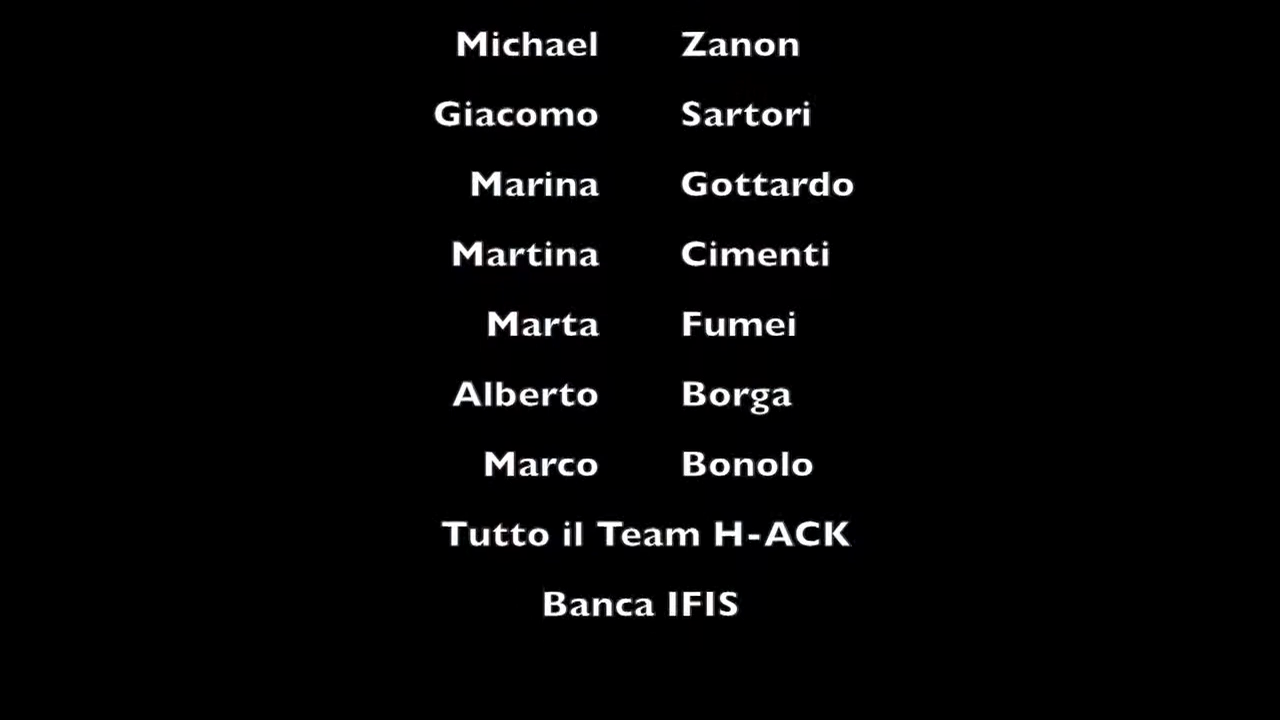 Michael Zanon
Giacomo Sartori
Marina Gottardo
Martina Cimenti
Marta Fumei
Alberto Borga
Marco Bonolo
Tutto il Team H-ACK
Banca IFIS